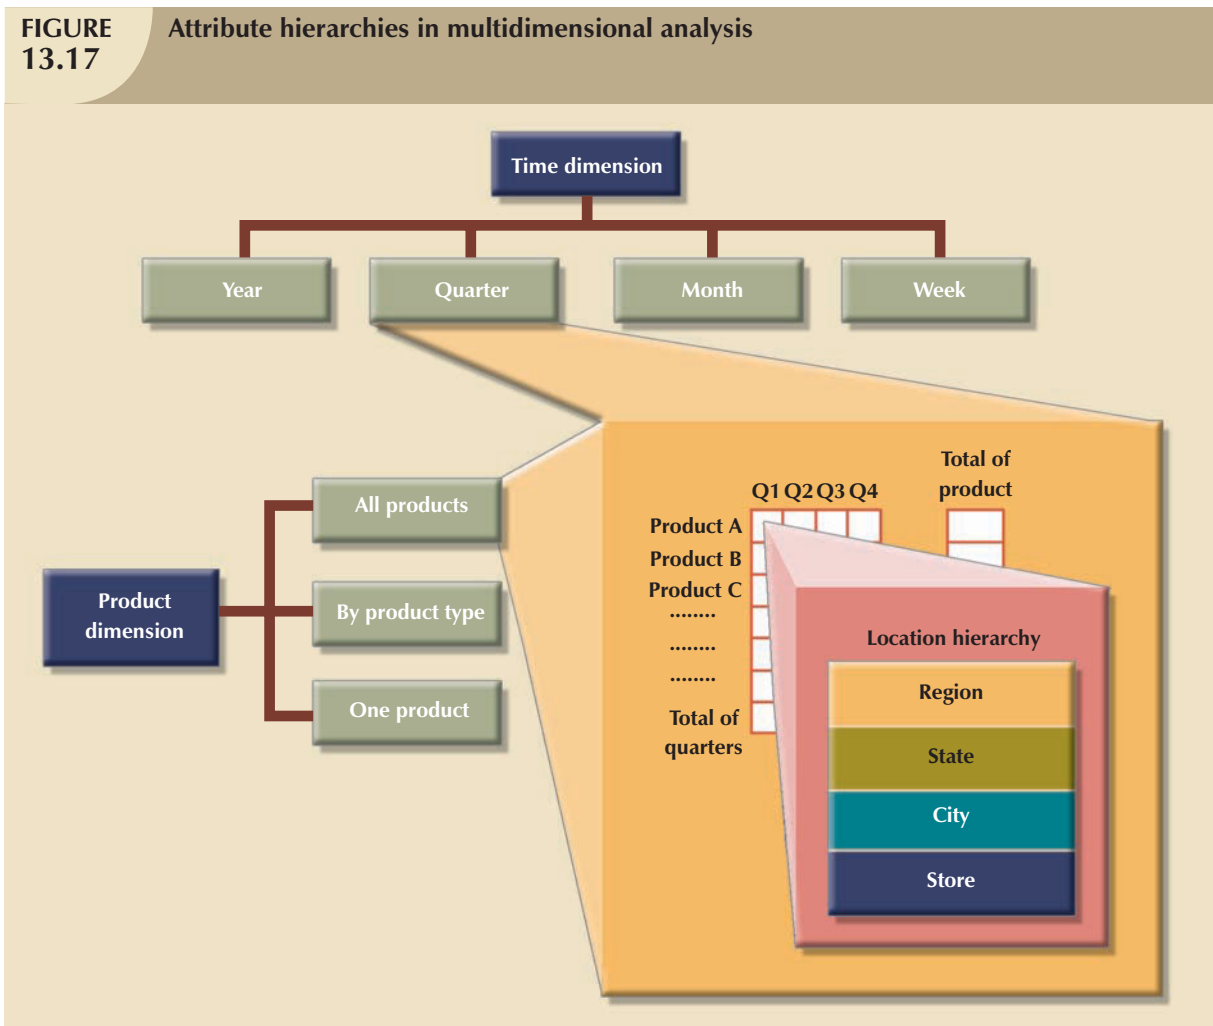 FIGURE
13.17
Attribute hierarchies in multidimensional analysis
Time dimension
Year
Quarter
Month
Week
Product
dimension
All products
By product type
One product
Q1 Q2 Q3 Q4
Total of
product
Product A
Product B
Product C
........
........
........
Total of
quarters
Location hierarchy
Region
State
City
Store